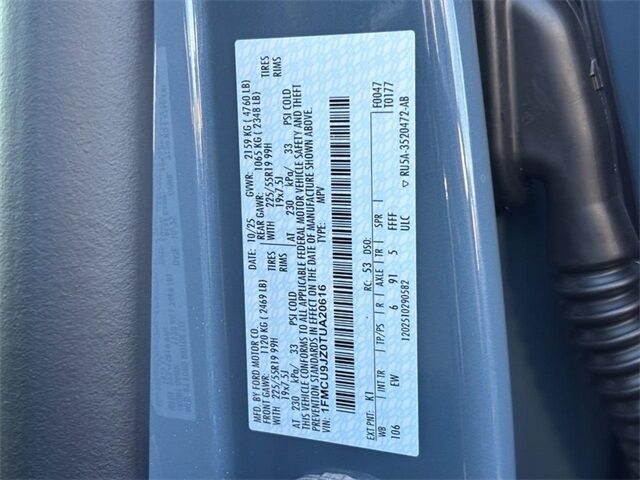 MFD. BY FORD MOTOR CO. DATE: 10/25 GVWR: 2159 KG ( 4760 LB)
FRONT GAWR: 1120 KG ( 2469 LB) REAR GAWR: 1065 KG ( 2348 LB)
WITH 225/55R19 99H TIRES WITH 225/55R19 99H TIRES
19x7.5J RIMS 19x7.5J RIMS
AT 230 kPa/ 33 PSI COLD AT 230 kPa/ 33 PSI COLD
THIS VEHICLE CONFORMS TO ALL APPLICABLE FEDERAL MOTOR VEHICLE SAFETY AND THEFT
PREVENTION STANDARDS IN EFFECT ON THE DATE OF MANUFACTURE SHOWN ABOVE.
VIN: 1FMCU9JZ0TUA20616 TYPE: MPV
EXT PNT: K1 RC: 53 DSO: F0047
WB INT TR TP/PS R AXLE TR SPR T0177
106 EW 6 91 5 FFFF
1202510290582 ULC ▽ RU5A-3520472-AB